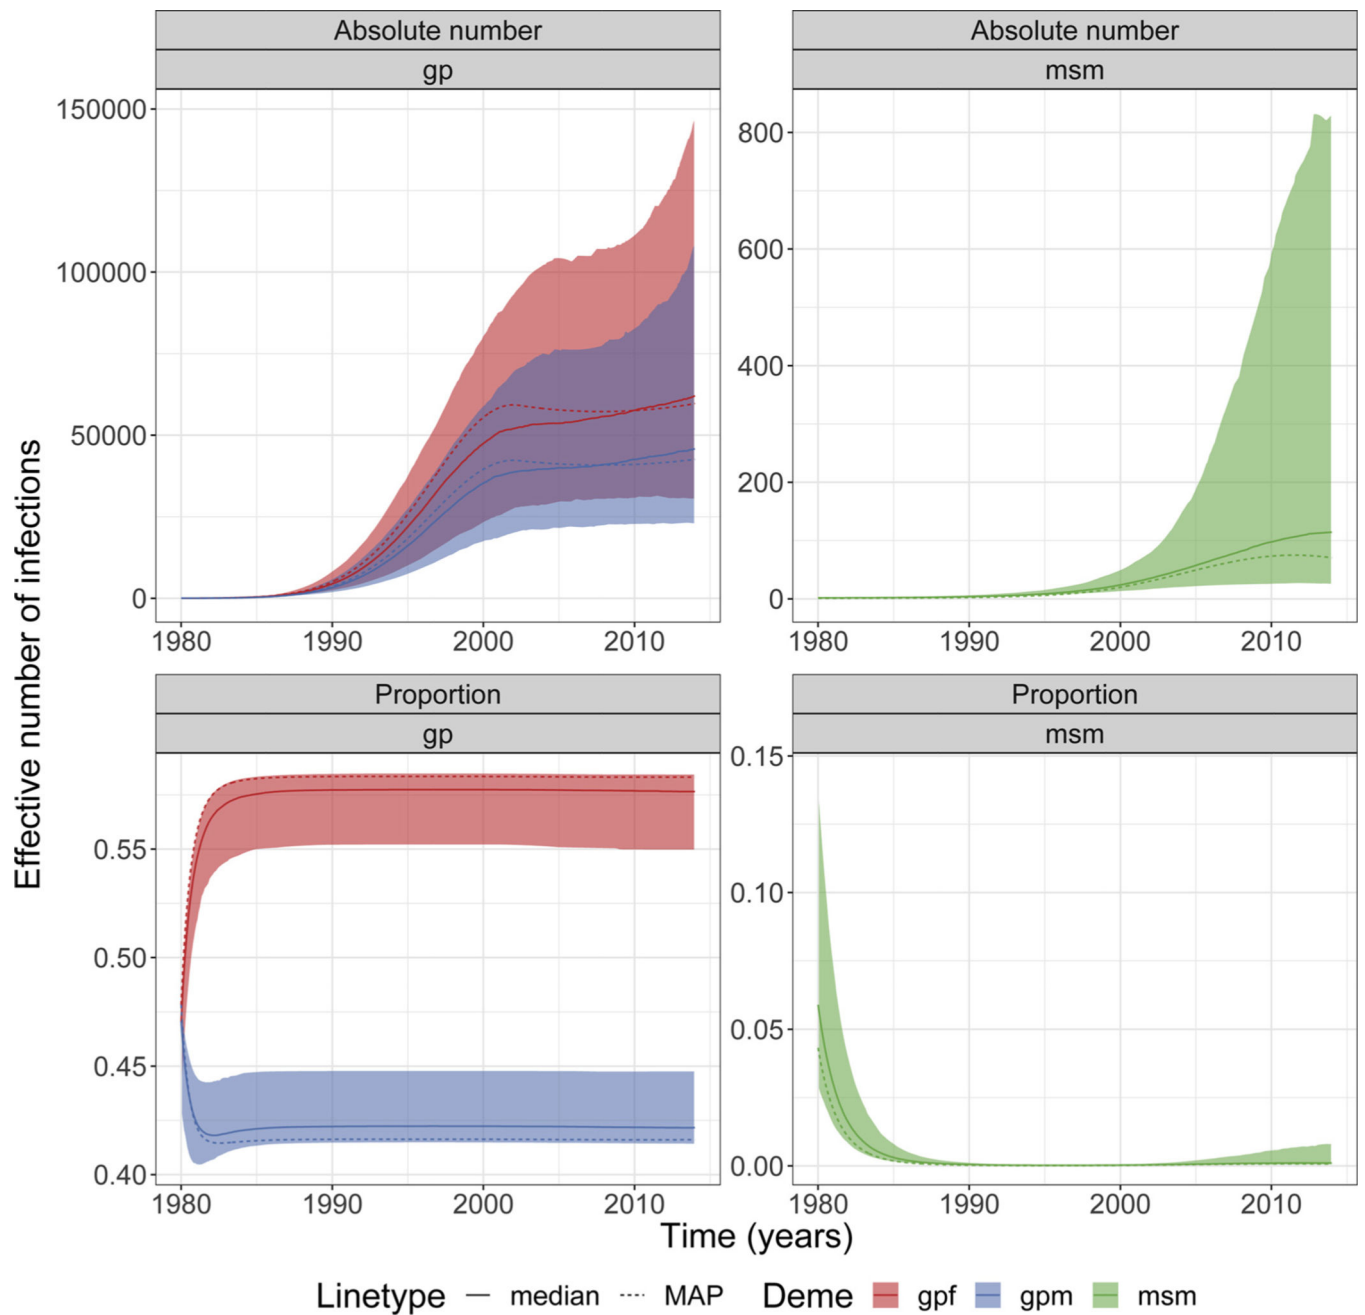 Absolute number
Absolute number
gp
msm
150000
100000
50000
0
800
600
400
200
0
1980 1990 2000 2010
1980 1990 2000 2010
Effective number of infections
Proportion
Proportion
gp
msm
0.55
0.50
0.45
0.40
0.15
0.10
0.05
0.00
1980 1990 2000 2010
1980 1990 2000 2010
Time (years)
Linetype median MAP Deme gpf gpm msm